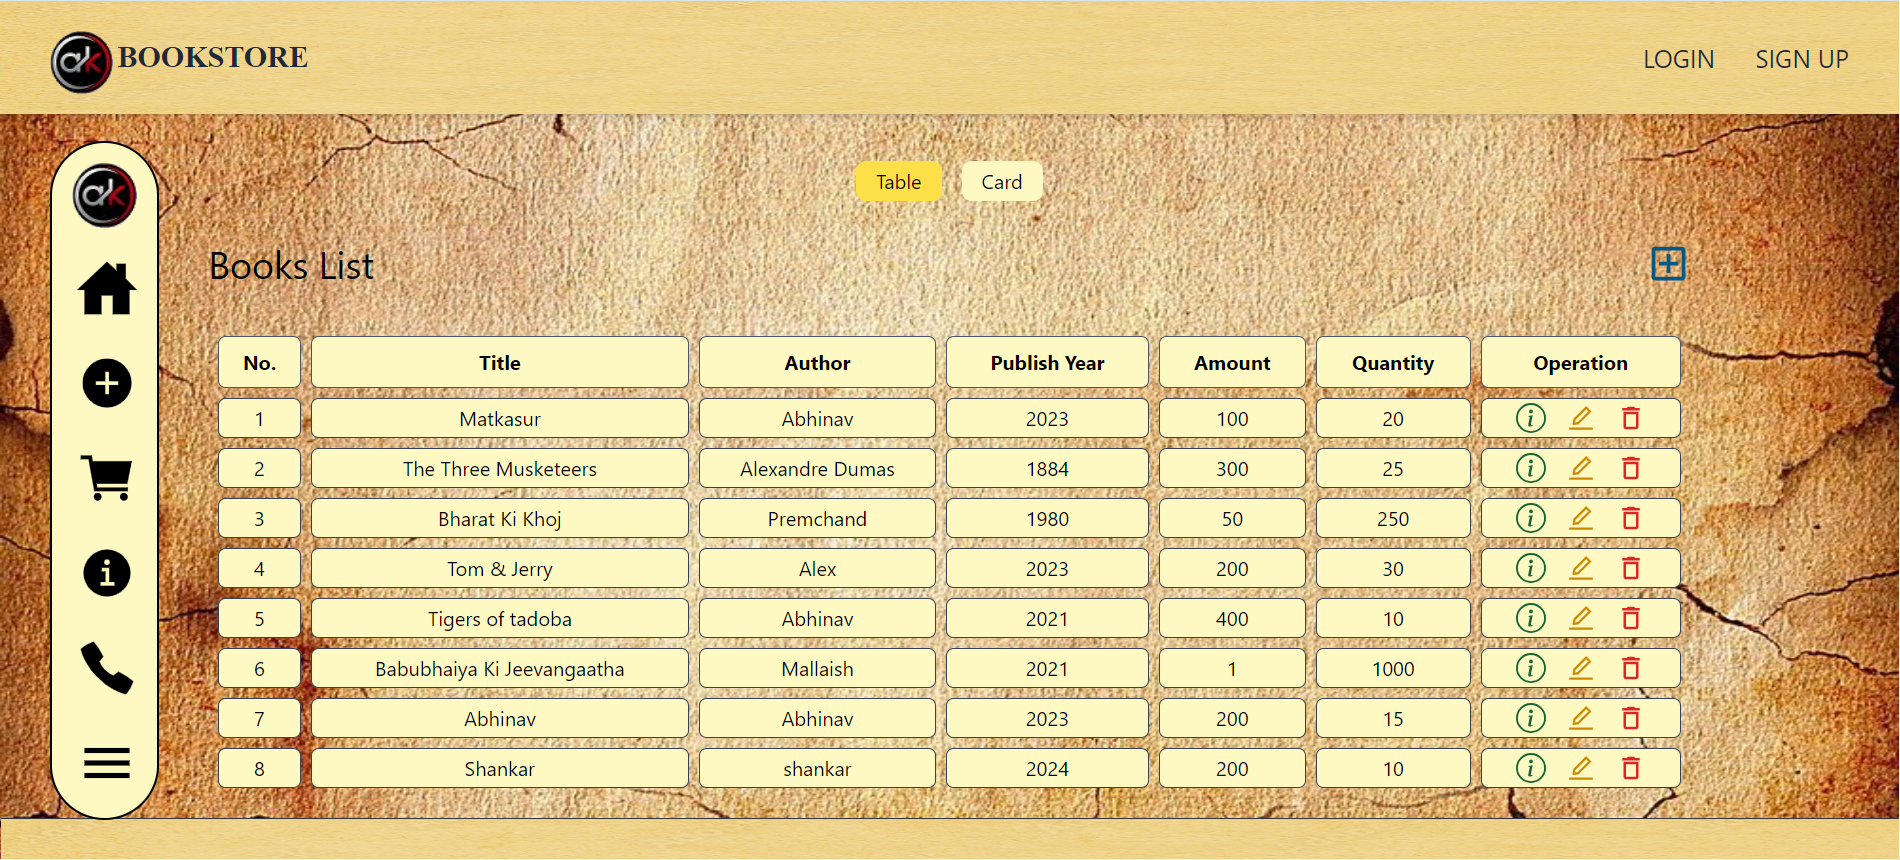 ak BOOKSTORE LOGIN SIGN UP
ak
Table Card
Books List
No. Title Author Publish Year Amount Quantity Operation
1 Matkasur Abhinav 2023 100 20
2 The Three Musketeers Alexandre Dumas 1884 300 25
3 Bharat Ki Khoj Premchand 1980 50 250
4 Tom & Jerry Alex 2023 200 30
5 Tigers of tadoba Abhinav 2021 400 10
6 Babubhaiya Ki Jeevangaatha Mallaish 2021 1 1000
7 Abhinav Abhinav 2023 200 15
8 Shankar shankar 2024 200 10